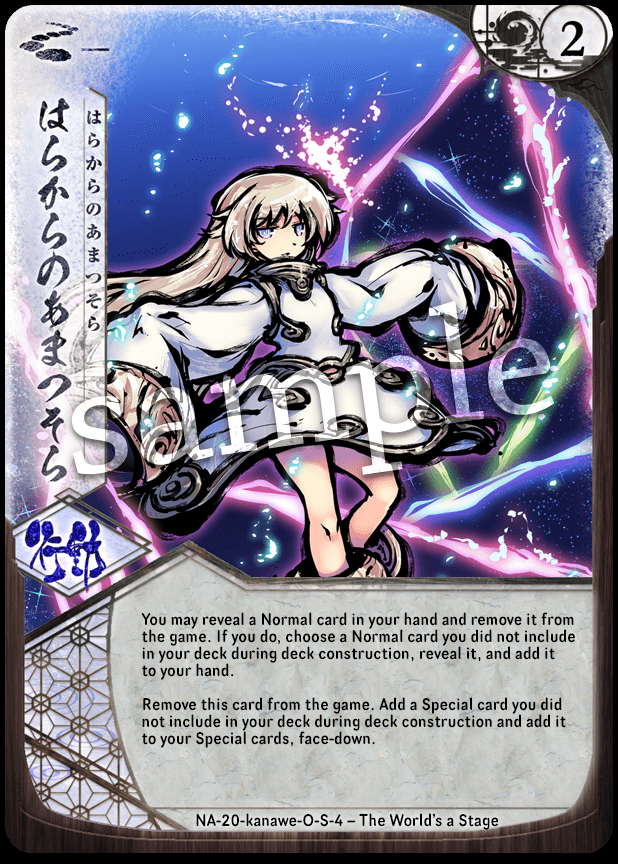 2
はらからのあまつそら
はらからのあまつそら
行動
sample
You may reveal a Normal card in your hand and remove it from
the game. If you do, choose a Normal card you did not include
in your deck during deck construction, reveal it, and add it
to your hand.
Remove this card from the game. Add a Special card you did
not include in your deck during deck construction and add it
to your Special cards, face-down.
NA-20-kanawe-O-S-4 – The World's a Stage